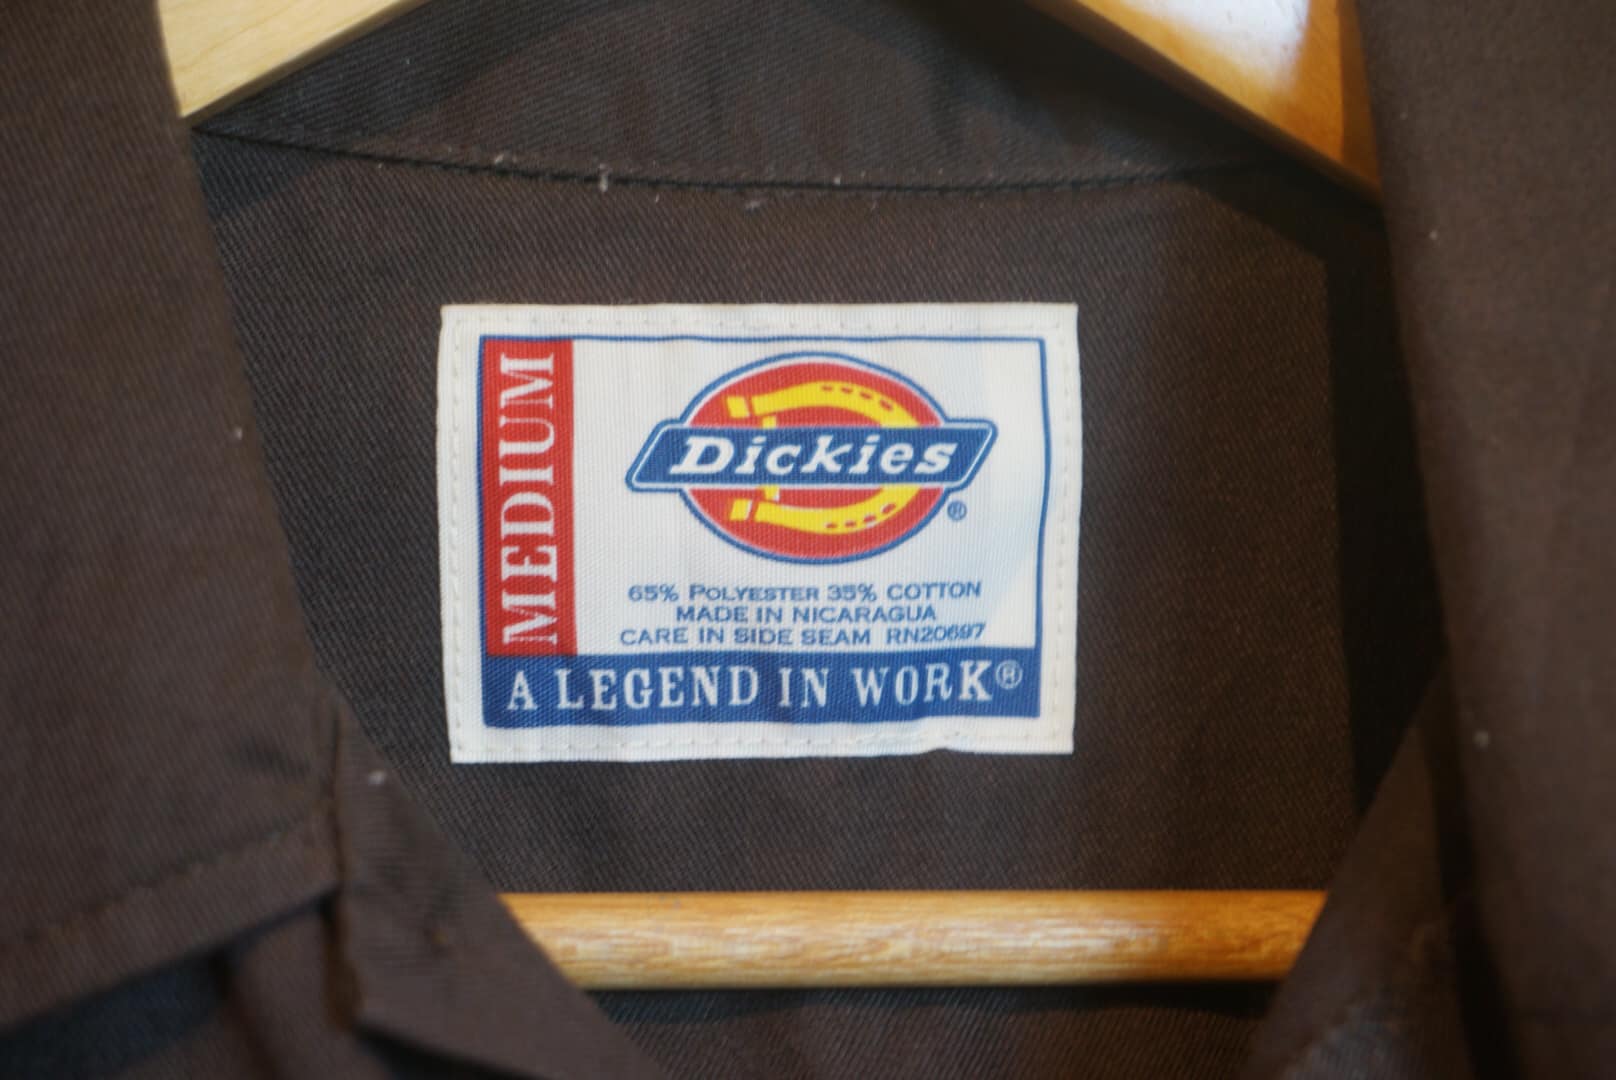 MEDIUM
Dickies
®
65% POLYESTER 35% COTTON
MADE IN NICARAGUA
CARE IN SIDE SEAM RN20697
A LEGEND IN WORK®